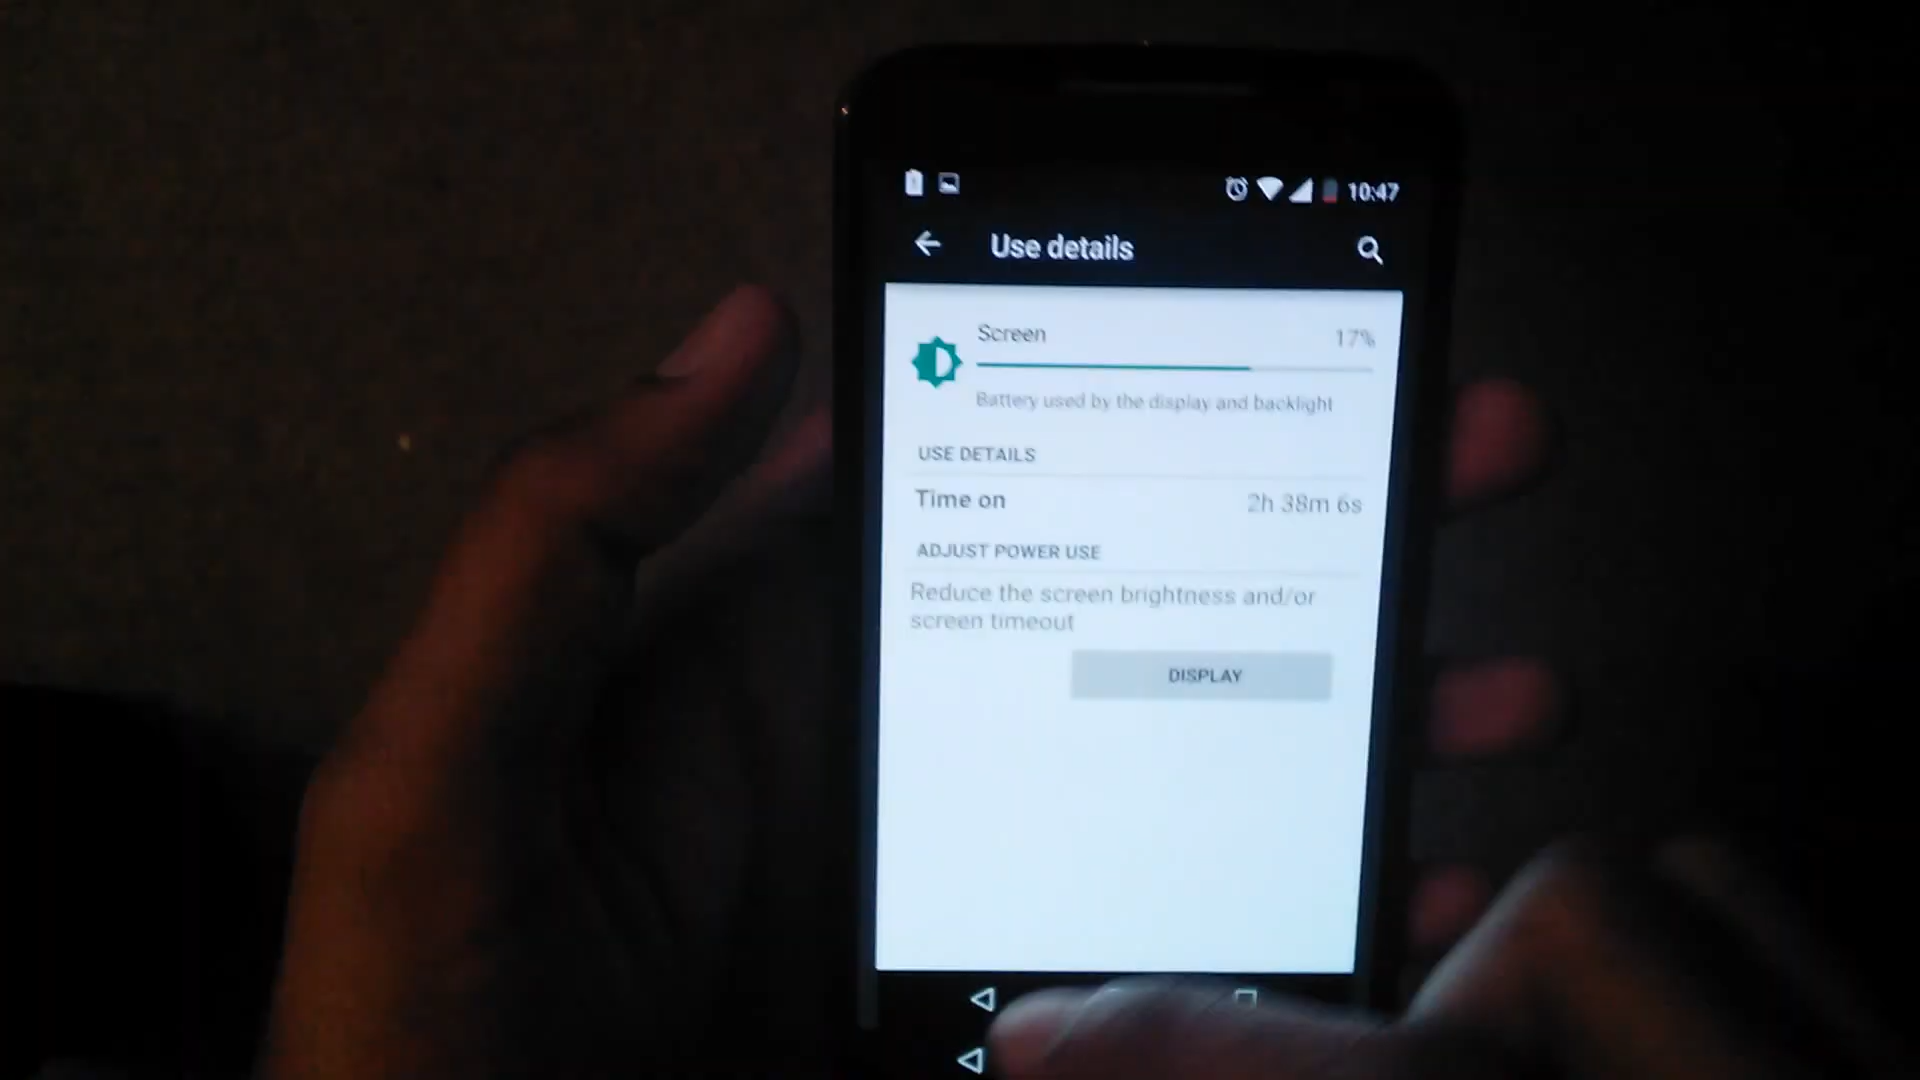 10:47
Use details
Screen 17%
Battery used by the display and backlight
USE DETAILS
Time on 2h 38m 6s
ADJUST POWER USE
Reduce the screen brightness and/or
screen timeout
DISPLAY